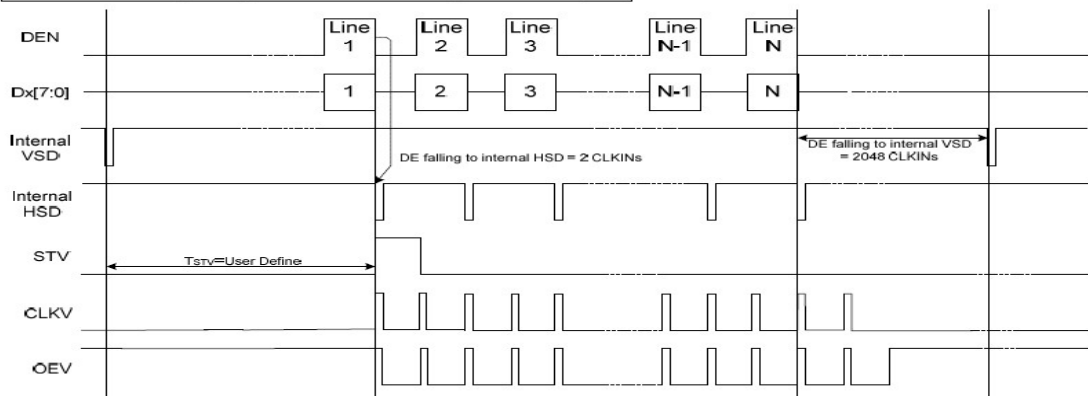 DEN
Line 1
Line 2
Line 3
Line N-1
Line N
Dx[7:0]
1
2
3
N-1
N
Internal VSD
DE falling to internal HSD = 2 CLKINs
DE falling to internal VSD
= 2048 CLKINs
Internal HSD
STV
TSTV=User Define
CLKV
OEV